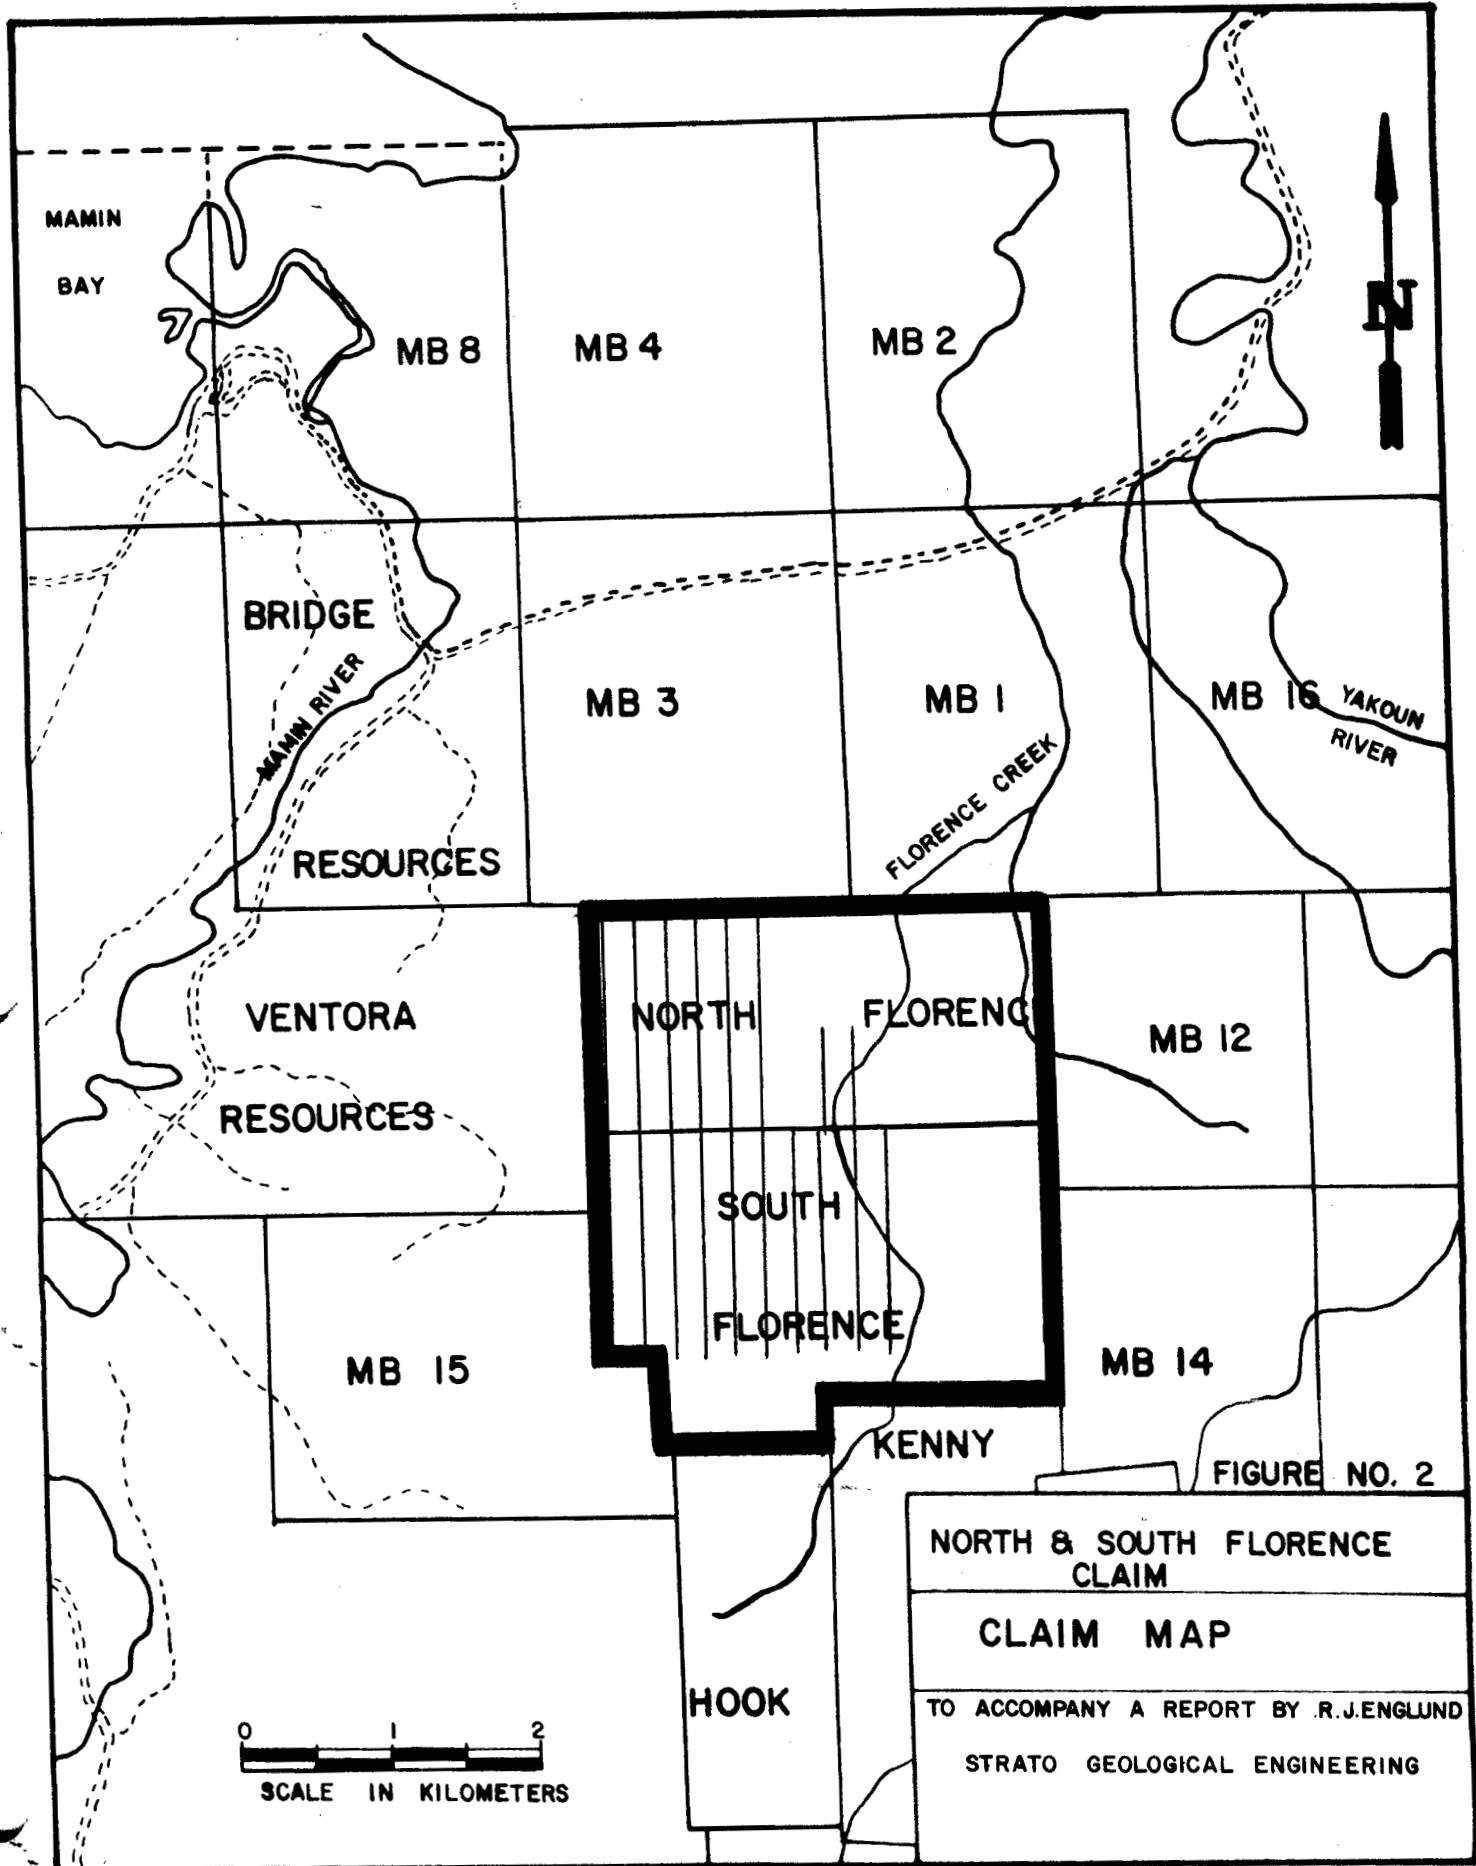 MAMIN
BAY
N
MB 8
MB 4
MB 2
BRIDGE
MAMIN RIVER
MB 3
MB 1
MB 16
YAKOUN
RIVER
FLORENCE CREEK
RESOURCES
VENTORA
RESOURCES
NORTH FLORENC
MB 12
SOUTH
FLORENCE
MB 15
MB 14
KENNY
FIGURE NO. 2
NORTH & SOUTH FLORENCE
CLAIM
CLAIM MAP
TO ACCOMPANY A REPORT BY R.J.ENGLUND
STRATO GEOLOGICAL ENGINEERING
HOOK
0 1 2
SCALE IN KILOMETERS